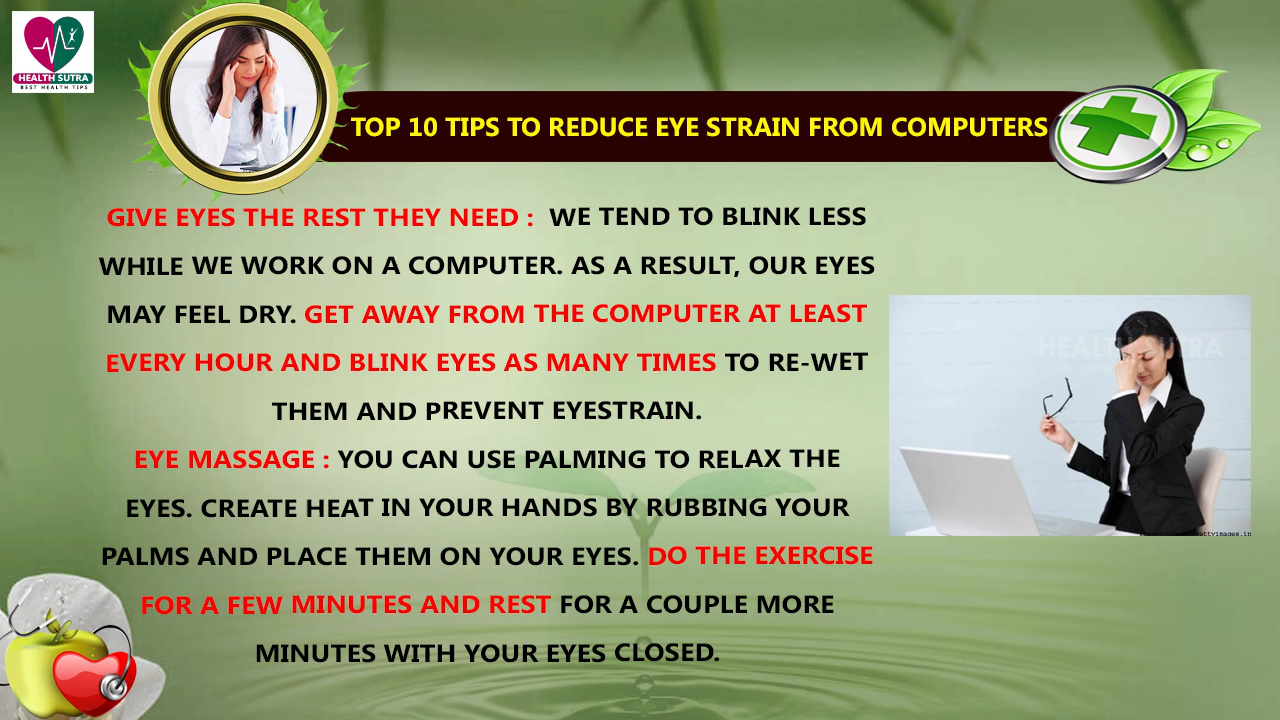 HEALTH SUTRA
BEST HEALTH TIPS
TOP 10 TIPS TO REDUCE EYE STRAIN FROM COMPUTERS
GIVE EYES THE REST THEY NEED : WE TEND TO BLINK LESS
WHILE WE WORK ON A COMPUTER. AS A RESULT, OUR EYES
MAY FEEL DRY. GET AWAY FROM THE COMPUTER AT LEAST
EVERY HOUR AND BLINK EYES AS MANY TIMES TO RE-WET
THEM AND PREVENT EYESTRAIN.
EYE MASSAGE : YOU CAN USE PALMING TO RELAX THE
EYES. CREATE HEAT IN YOUR HANDS BY RUBBING YOUR
PALMS AND PLACE THEM ON YOUR EYES. DO THE EXERCISE
FOR A FEW MINUTES AND REST FOR A COUPLE MORE
MINUTES WITH YOUR EYES CLOSED.
HEALTH SUTRA